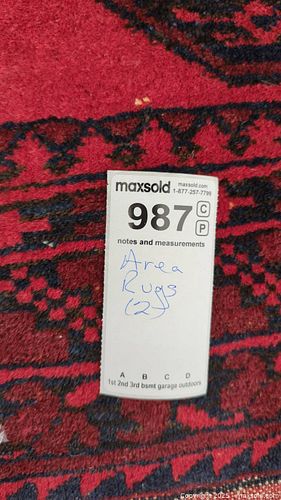 maxsold maxsold.com
1-877-257-7799
987 C
P
notes and measurements
Area
Rugs
(2)
A B C D
1st 2nd 3rd bsmt garage outdoors
Copyright 2025 - maxsold.com